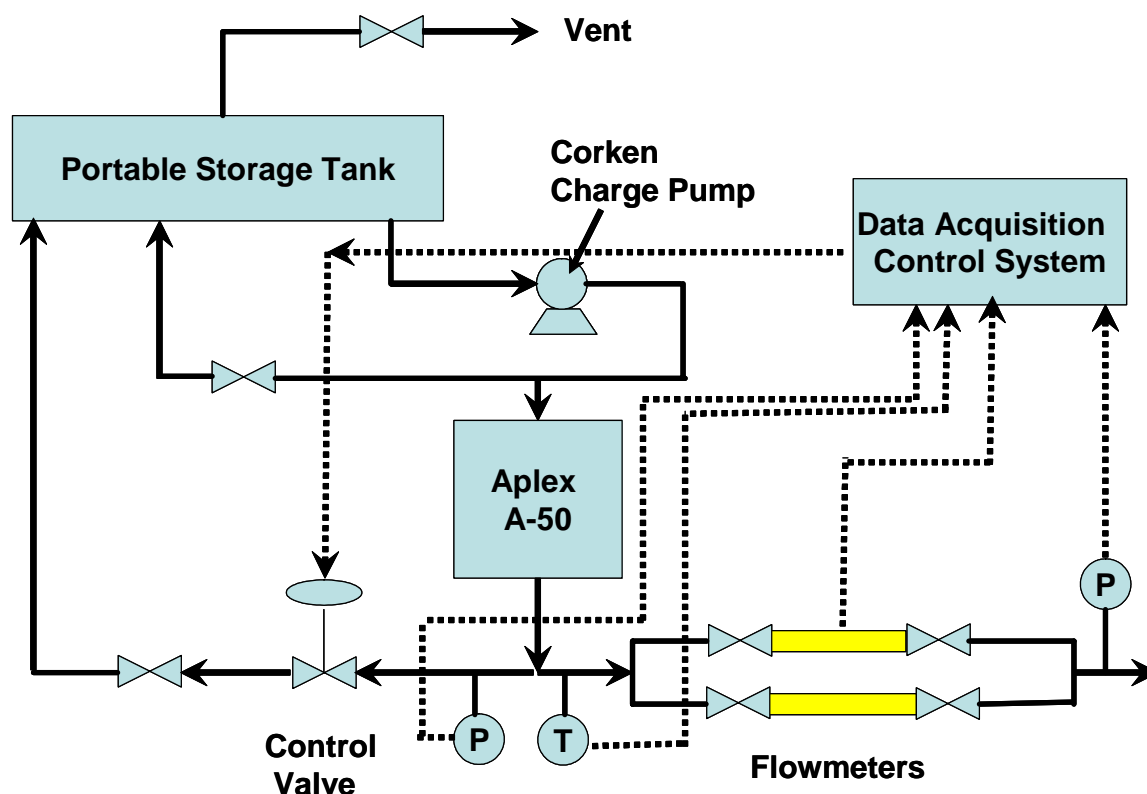 Vent
Portable Storage Tank
Corken
Charge Pump
Data Acquisition
Control System
Aplex
A-50
P
P
T
Control
Valve
Flowmeters